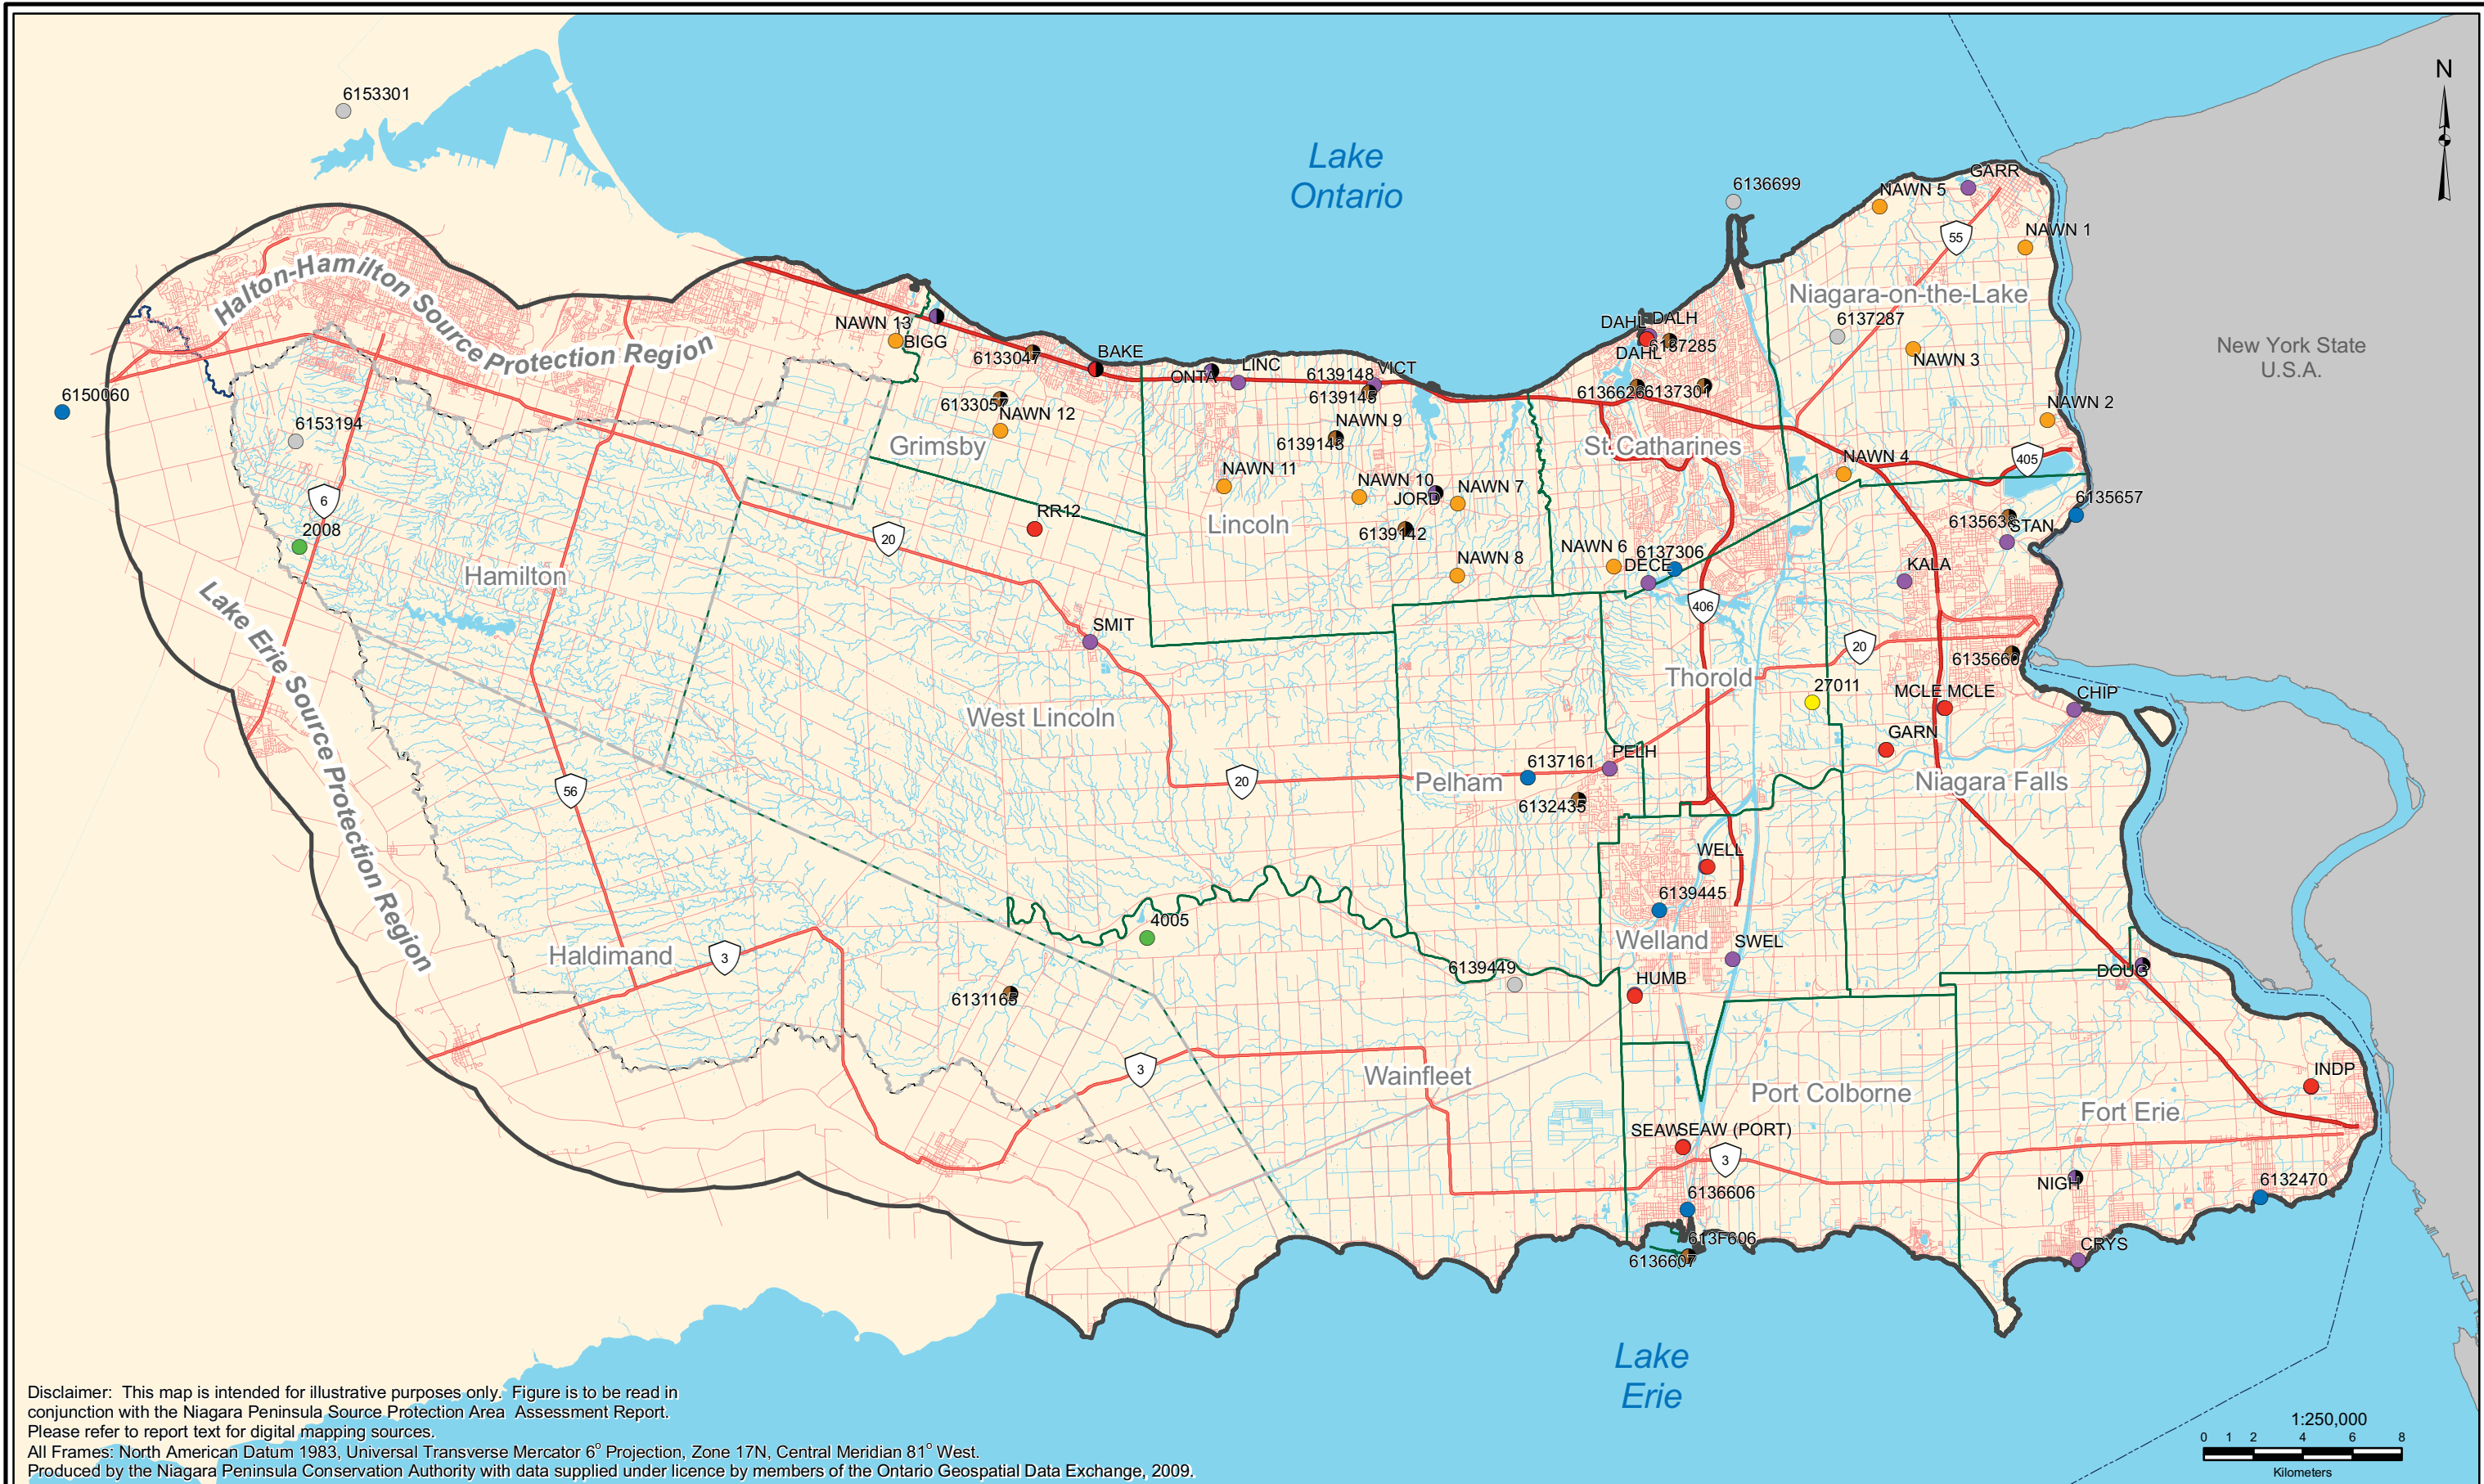 6153301
Lake
Ontario
6136699
N
GARR
NAWN 5
NAWN 1
55
Niagara-on-the-Lake
6137287
NAWN 3
New York State
U.S.A.
Halton-Hamilton Source Protection Region
NAWN 13
BIGG
6133047
BAKE
ONTA
LINC
6139148
VICT
DAHL
DALH
6137285
DAHL
6136626
6137301
6150060
6153194
6133057
NAWN 12
Grimsby
NAWN 9
6139143
St.Catharines
NAWN 2
NAWN 4
405
6
2008
20
RR12
NAWN 11
NAWN 10
JORD
NAWN 7
Lincoln
6139142
NAWN 8
NAWN 6
6137306
DECE
406
6135657
STAN
KALA
Hamilton
Lake Erie Source Protection Region
SMIT
West Lincoln
Thorold
20
6135660
27011
MCLE MCLE
CHIP
GARN
Niagara Falls
56
20
6137161
PELH
Pelham
6132435
WELL
6139445
Welland
SWEL
4005
Haldimand
3
6131165
6139449
HUMB
DOUG
3
Wainfleet
Port Colborne
INDP
Fort Erie
SEAW
SEAW (PORT)
3
NIGH
6132470
6136606
613F606
6136607
CRYS
Lake
Erie
Disclaimer: This map is intended for illustrative purposes only. Figure is to be read in
conjunction with the Niagara Peninsula Source Protection Area Assessment Report.
Please refer to report text for digital mapping sources.
All Frames: North American Datum 1983, Universal Transverse Mercator 6° Projection, Zone 17N, Central Meridian 81° West.
Produced by the Niagara Peninsula Conservation Authority with data supplied under licence by members of the Ontario Geospatial Data Exchange, 2009.
1:250,000
0 1 2 4 6 8
Kilometers